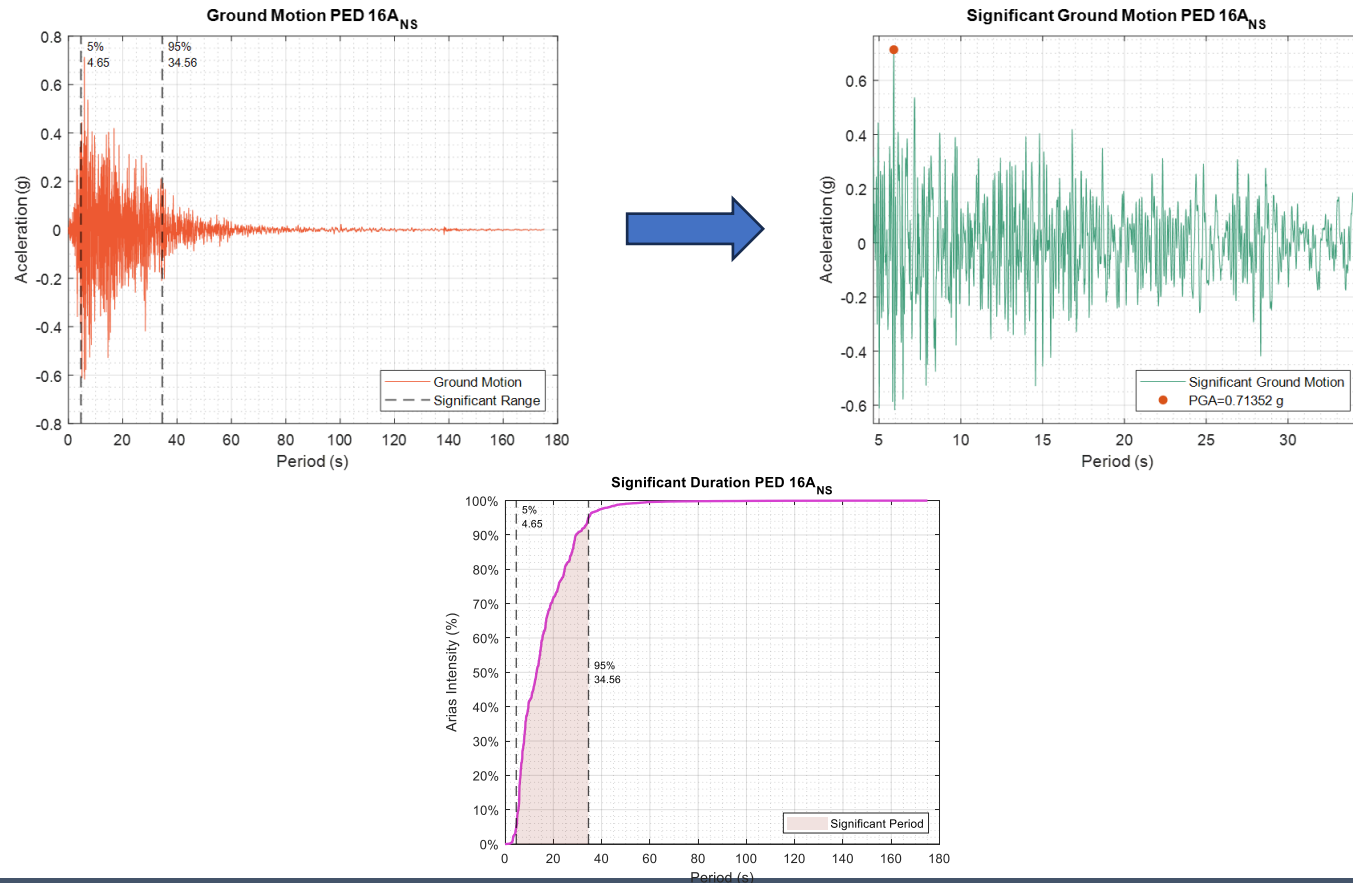 Ground Motion PED 16A_NS
0.8
0.6
0.4
0.2
0
-0.2
-0.4
-0.6
-0.8
Aceleration (g)
5%
4.65
95%
34.56
Ground Motion
Significant Range
0 20 40 60 80 100 120 140 160 180
Period (s)
Significant Ground Motion PED 16A_NS
0.6
0.4
0.2
0
-0.2
-0.4
-0.6
Aceleration (g)
Significant Ground Motion
PGA=0.71352 g
5 10 15 20 25 30
Period (s)
Significant Duration PED 16A_NS
100%
90%
80%
70%
60%
50%
40%
30%
20%
10%
0%
Arias Intensity (%)
5%
4.65
95%
34.56
Significant Period
0 20 40 60 80 100 120 140 160 180
Period (s)